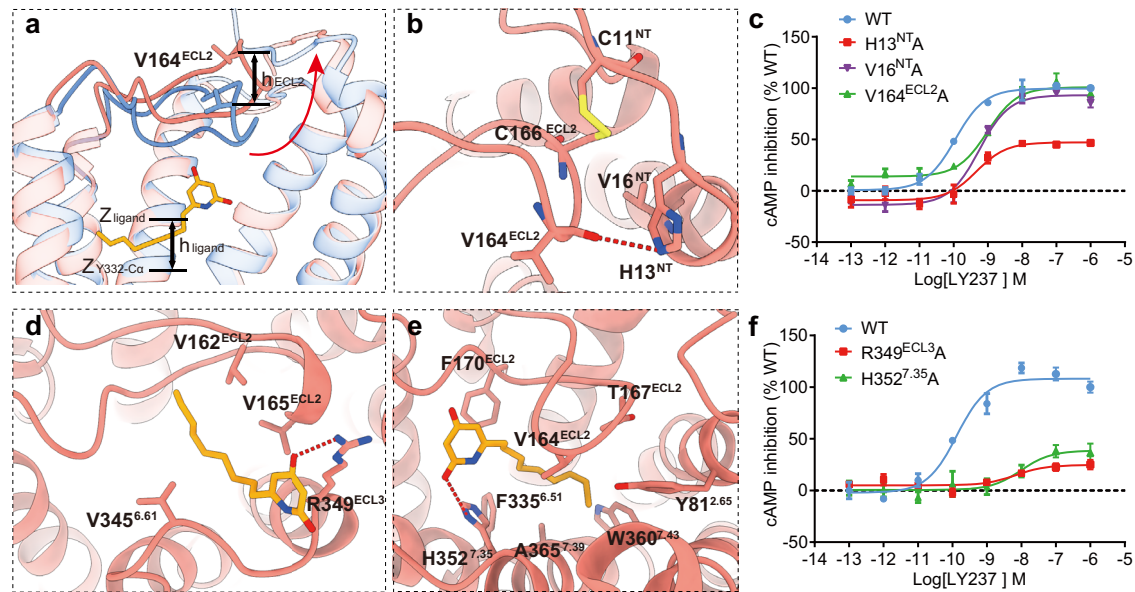 a
V164ECL2
hECL2
Zligand
hligand
ZY332-Cα
b
C11NT
C166ECL2
V16NT
V164ECL2
H13NT
c
WT
H13NTA
V16NTA
V164ECL2A
cAMP inhibition (% WT)
150
100
50
0
-50
-14 -13 -12 -11 -10 -9 -8 -7 -6 -5
Log[LY237 ] M
d
V162ECL2
V165ECL2
R349ECL3
V3456.61
e
F170ECL2
T167ECL2
V164ECL2
F3356.51
Y812.65
H3527.35
A3657.39
W3607.43
f
WT
R349ECL3A
H3527.35A
cAMP inhibition (% WT)
150
100
50
0
-50
-14 -13 -12 -11 -10 -9 -8 -7 -6 -5
Log[LY237 ] M